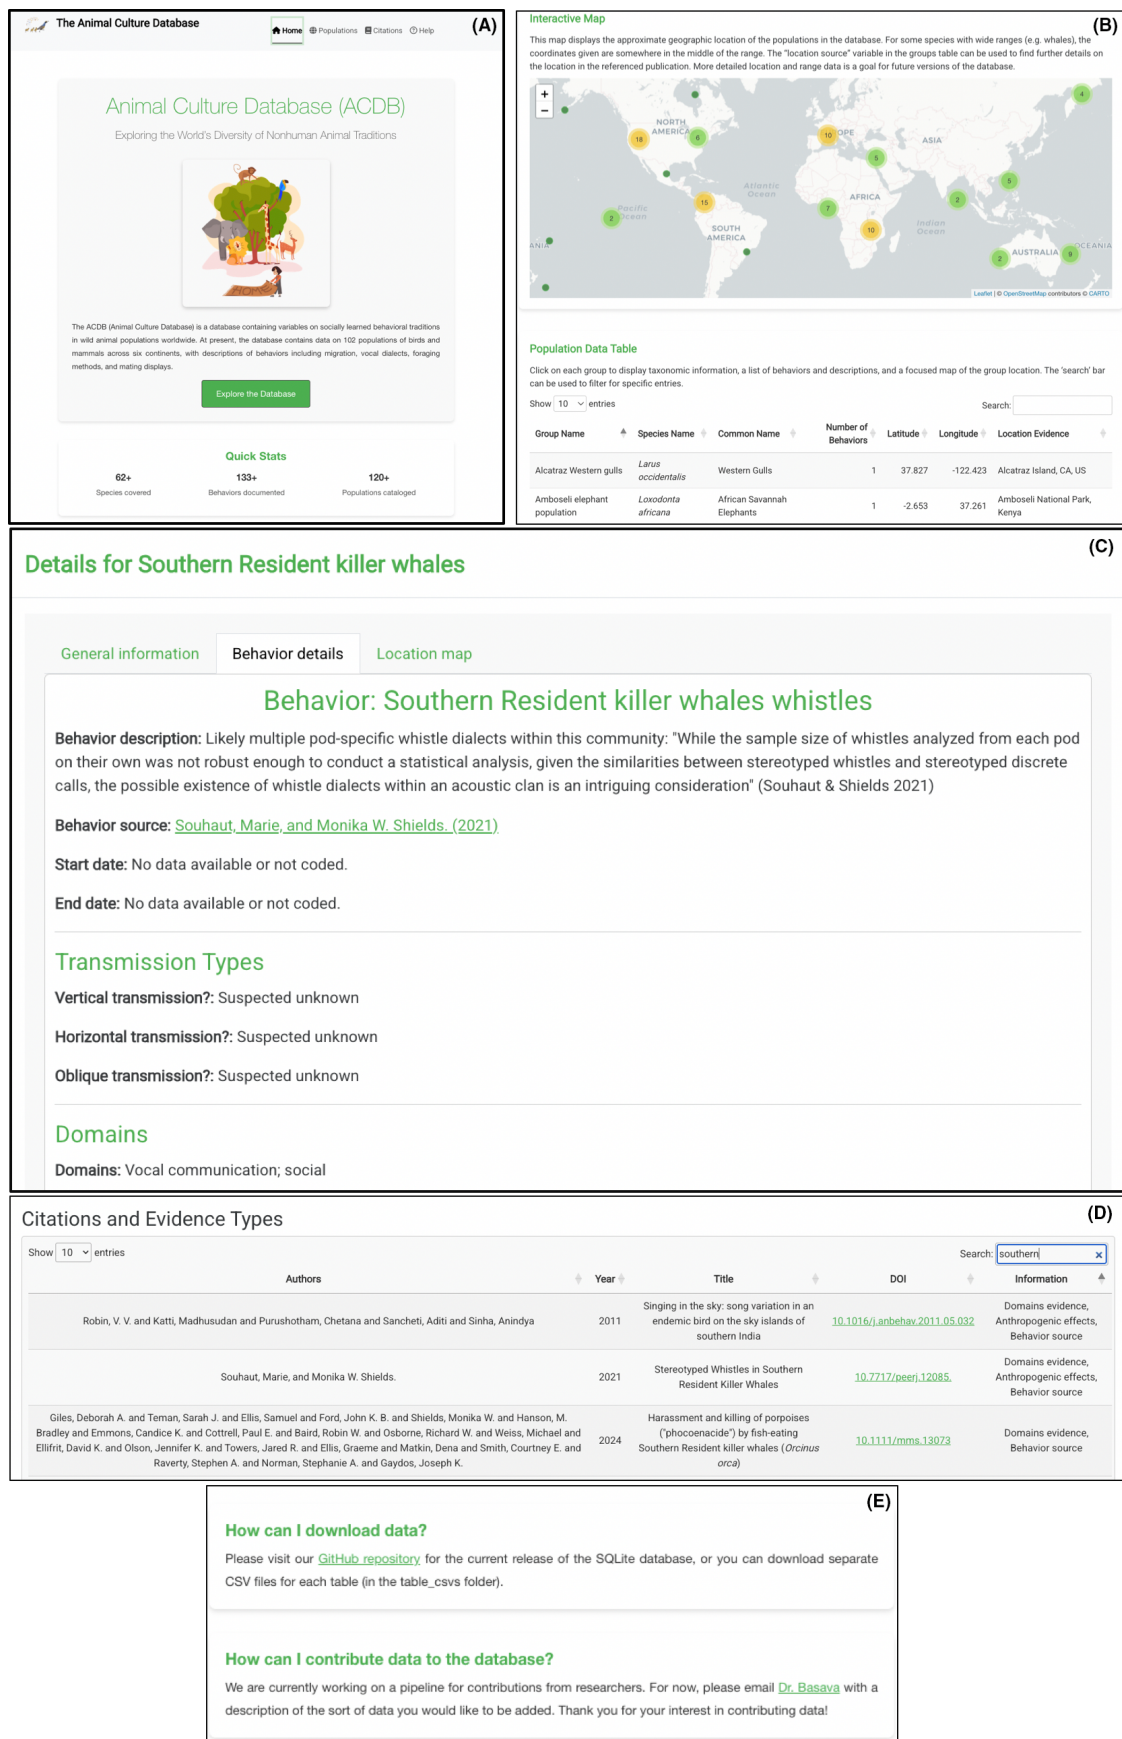 The Animal Culture Database
Home Populations Citations Help
(A)
Animal Culture Database (ACDB)
Exploring the World's Diversity of Nonhuman Animal Traditions
HOME
The ACDB (Animal Culture Database) is a database containing variables on socially learned behavioral traditions
in wild animal populations worldwide. At present, the database contains data on 102 populations of birds and
mammals across six continents, with descriptions of behaviors including migration, vocal dialects, foraging
methods, and mating displays.
Explore the Database
Quick Stats
62+ 133+ 120+
Species covered Behaviors documented Populations cataloged
Interactive Map
(B)
This map displays the approximate geographic location of the populations in the database. For some species with wide ranges (e.g. whales), the
coordinates given are somewhere in the middle of the range. The "location source" variable in the groups table can be used to find further details on
the location in the referenced publication. More detailed location and range data is a goal for future versions of the database.
+
−
4
NORTH
AMERICA
18
6
10
OPE
ASIA
5
Atlantic
Ocean
5
AFRICA
2
15
7
Pacific
Ocean
2
SOUTH
AMERICA
10
Indian
Ocean
ANIA
2
AUSTRALIA
9
OCEANIA
Leaflet | © OpenStreetMap contributors © CARTO
Population Data Table
Click on each group to display taxonomic information, a list of behaviors and descriptions, and a focused map of the group location. The 'search' bar
can be used to filter for specific entries.
Show 10 entries
Search:
Group Name Species Name Common Name Number of Behaviors Latitude Longitude Location Evidence
Alcatraz Western gulls Larus occidentalis Western Gulls 1 37.827 -122.423 Alcatraz Island, CA, US
Amboseli elephant population Loxodonta africana African Savannah Elephants 1 -2.653 37.261 Amboseli National Park, Kenya
(C)
Details for Southern Resident killer whales
General information Behavior details Location map
Behavior: Southern Resident killer whales whistles
Behavior description: Likely multiple pod-specific whistle dialects within this community: "While the sample size of whistles analyzed from each pod
on their own was not robust enough to conduct a statistical analysis, given the similarities between stereotyped whistles and stereotyped discrete
calls, the possible existence of whistle dialects within an acoustic clan is an intriguing consideration" (Souhaut & Shields 2021)
Behavior source: Souhaut, Marie, and Monika W. Shields. (2021)
Start date: No data available or not coded.
End date: No data available or not coded.
Transmission Types
Vertical transmission?: Suspected unknown
Horizontal transmission?: Suspected unknown
Oblique transmission?: Suspected unknown
Domains
Domains: Vocal communication; social
Citations and Evidence Types
(D)
Show 10 entries
Search: southern ×
Authors Year Title DOI Information
Robin, V. V. and Katti, Madhusudan and Purushotham, Chetana and Sancheti, Aditi and Sinha, Anindya
2011
Singing in the sky: song variation in an
endemic bird on the sky islands of
southern India
10.1016/j.anbehav.2011.05.032
Domains evidence,
Anthropogenic effects,
Behavior source
Souhaut, Marie, and Monika W. Shields.
2021
Stereotyped Whistles in Southern
Resident Killer Whales
10.7717/peerj.12085.
Domains evidence,
Anthropogenic effects,
Behavior source
Giles, Deborah A. and Teman, Sarah J. and Ellis, Samuel and Ford, John K. B. and Shields, Monika W. and Hanson, M.
Bradley and Emmons, Candice K. and Cottrell, Paul E. and Baird, Robin W. and Osborne, Richard W. and Weiss, Michael and
Ellifrit, David K. and Olson, Jennifer K. and Towers, Jared R. and Ellis, Graeme and Matkin, Dena and Smith, Courtney E. and
Raverty, Stephen A. and Norman, Stephanie A. and Gaydos, Joseph K.
2024
Harassment and killing of porpoises
("phocoenacide") by fish-eating
Southern Resident killer whales (Orcinus
orca)
10.1111/mms.13073
Domains evidence,
Behavior source
(E)
How can I download data?
Please visit our GitHub repository for the current release of the SQLite database, or you can download separate
CSV files for each table (in the table_csvs folder).
How can I contribute data to the database?
We are currently working on a pipeline for contributions from researchers. For now, please email Dr. Basava with a
description of the sort of data you would like to be added. Thank you for your interest in contributing data!